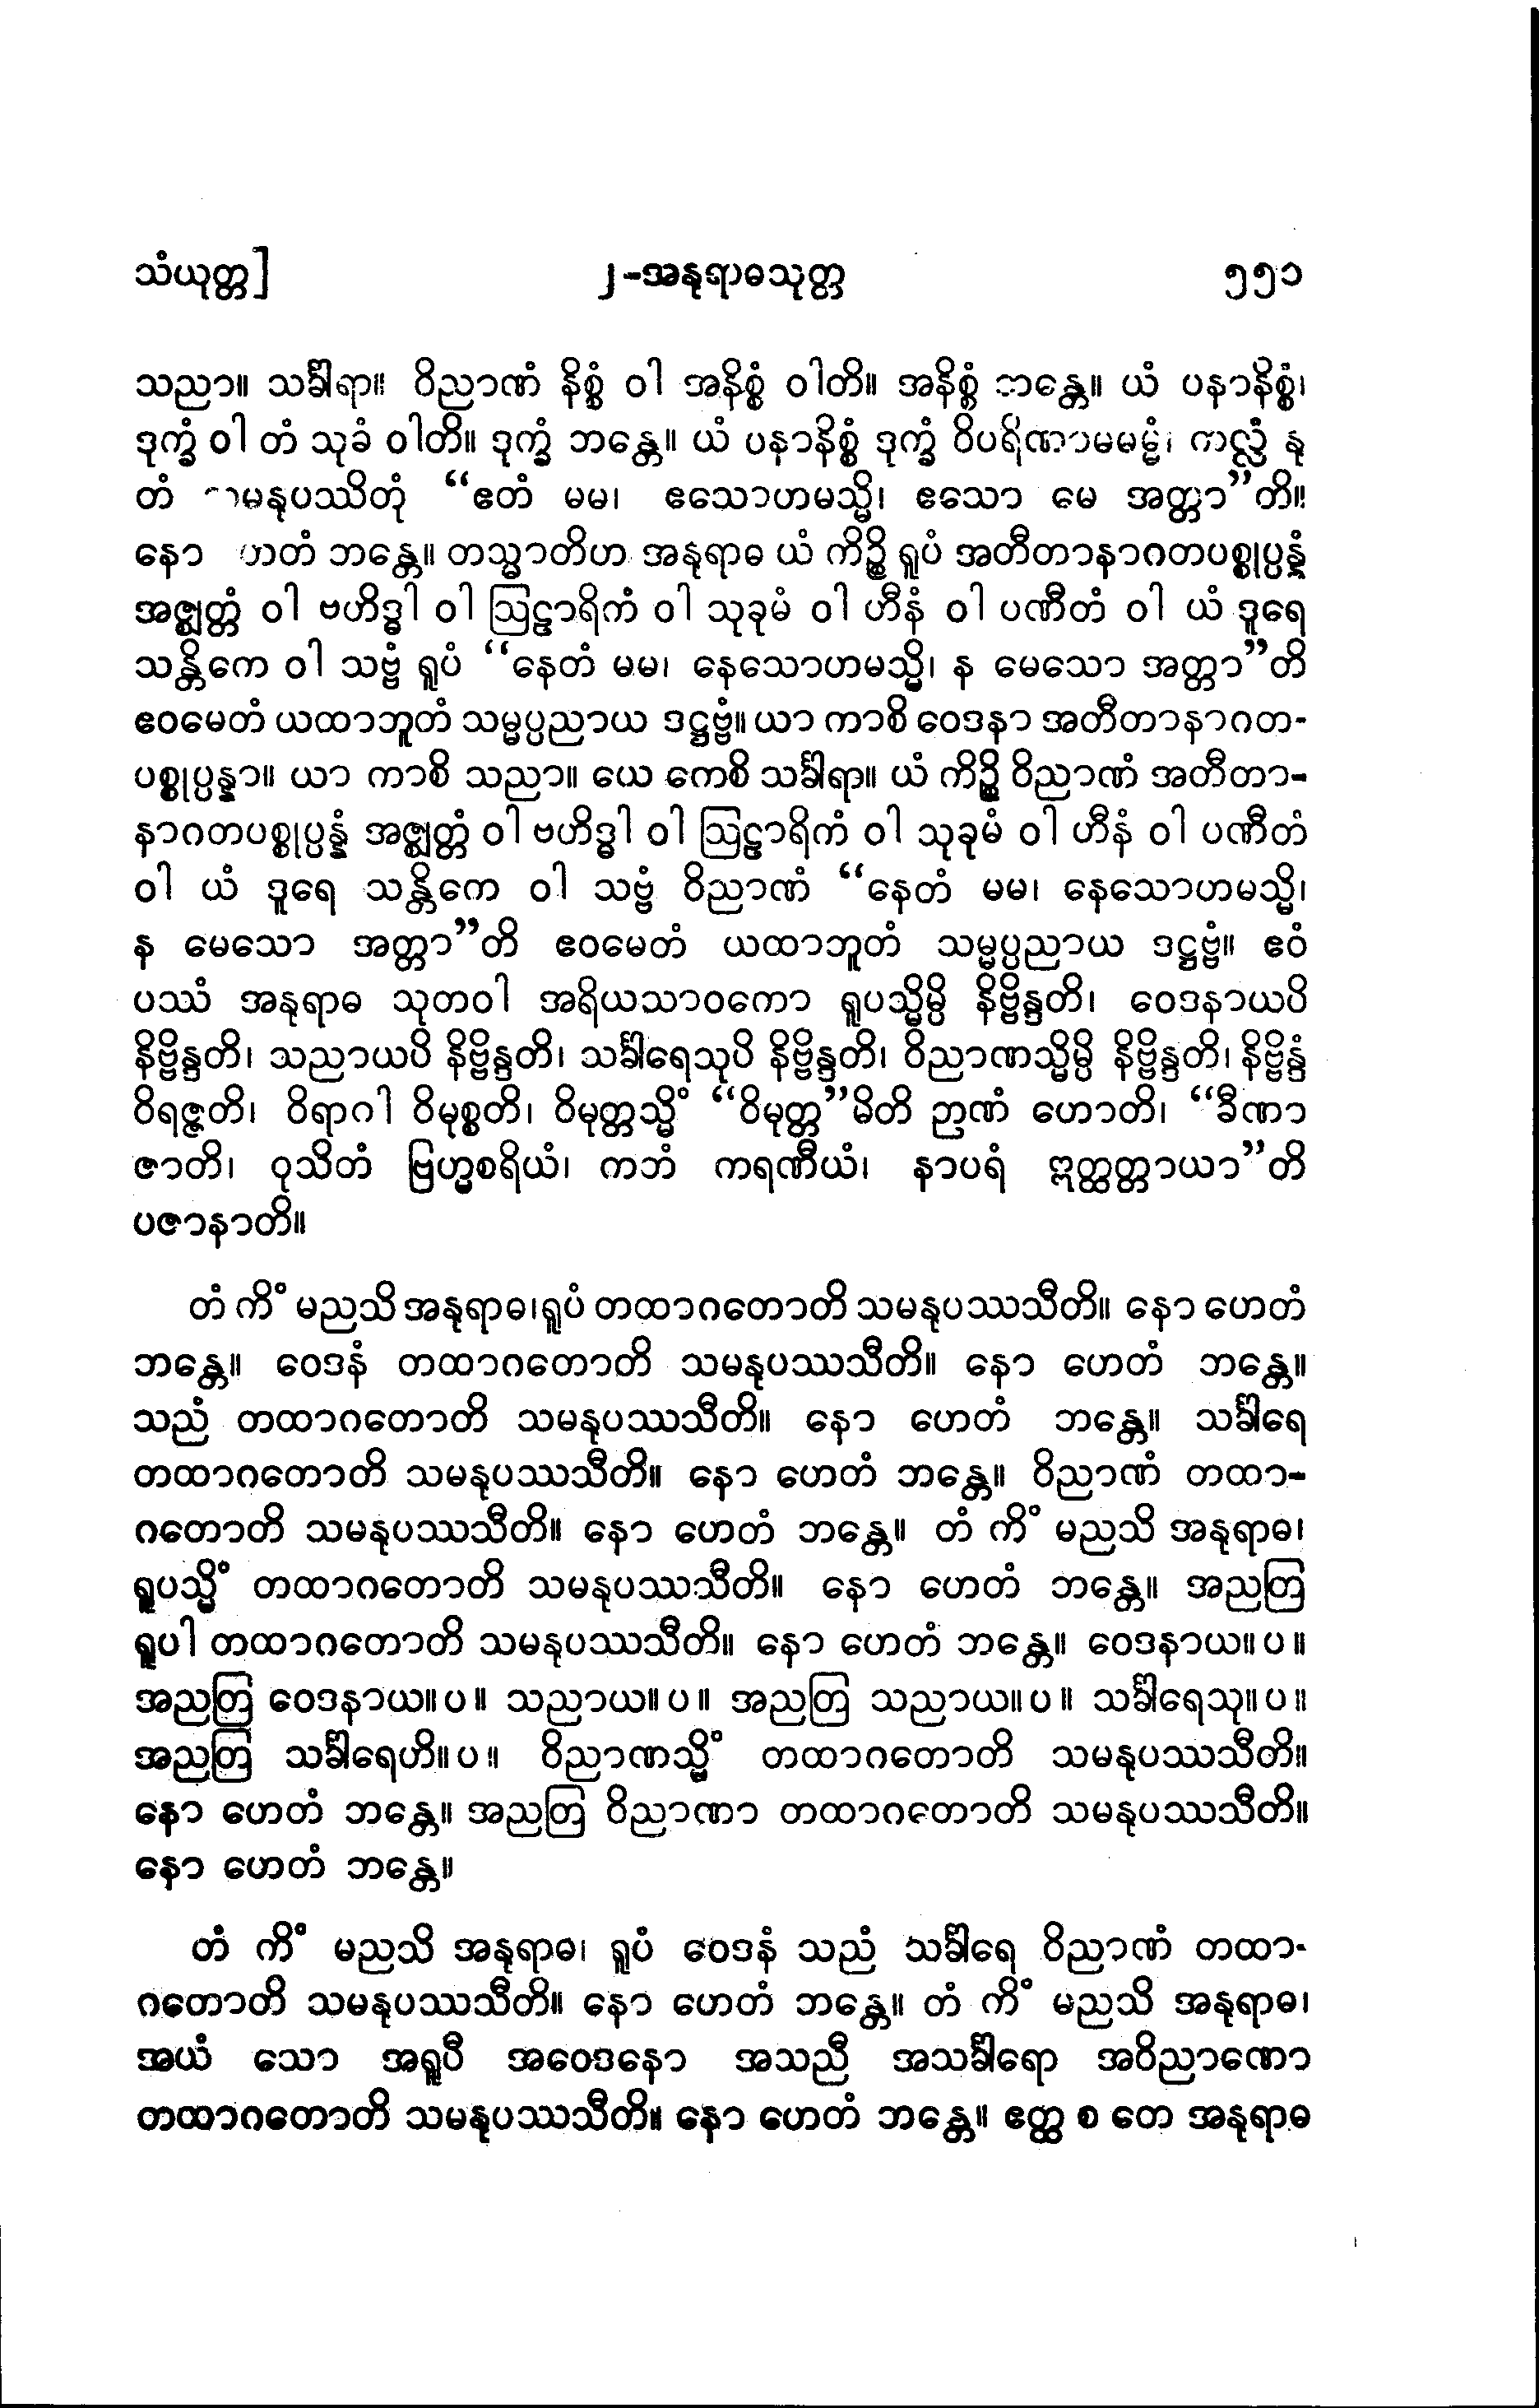 သံယုတ္တ]	၂-အနုရာဓသုတ္တ	၅၅၁
သညာ။ သင်္ခါရာ။ ဝိညာဏံ နိစ္စံ ဝါ အနိစ္စံ ဝါတိ။ အနိစ္စံ ဘန္တေ။ ယံ ပနာနိစ္စံ၊
ဒုက္ခံ ဝါ တံ သုခံ ဝါတိ။ ဒုက္ခံ ဘန္တေ။ ယံ ပနာနိစ္စံ ဒုက္ခံ ဝိပရိဏာမမမ္မံ၊ ကလ္လံ နု
တံ မနုပဿိတုံ “ဧတံ မမ၊ ဧသောဟမသ္မိ၊ ဧသော မေ အတ္တာ”တိ။
နော ဟတံ ဘန္တေ။ တသ္မာတိဟ အနုရာဓ ယံ ကိဉ္စိ ရူပံ အတီတာနာဂတပစ္စုပ္ပန္နံ
အဇ္ဈတ္တံ ဝါ ဗဟိဒ္ဓါ ဝါ ဩဠာရိကံ ဝါ သုခုမံ ဝါ ဟီနံ ဝါ ပဏီတံ ဝါ ယံ ဒူရေ
သန္တိကေ ဝါ သဗ္ဗံ ရူပံ “နေတံ မမ၊ နေသောဟမသ္မိ၊ န မေသော အတ္တာ”တိ
ဧဝမေတံ ယထာဘူတံ သမ္မပ္ပညာယ ဒဋ္ဌဗ္ဗံ။ ယာ ကာစိ ဝေဒနာ အတီတာနာဂတ-
ပစ္စုပ္ပန္နာ။ ယာ ကာစိ သညာ။ ယေ ကေစိ သင်္ခါရာ။ ယံ ကိဉ္စိ ဝိညာဏံ အတီတာ-
နာဂတပစ္စုပ္ပန္နံ အဇ္ဈတ္တံ ဝါ ဗဟိဒ္ဓါ ဝါ ဩဠာရိကံ ဝါ သုခုမံ ဝါ ဟီနံ ဝါ ပဏီတံ
ဝါ ယံ ဒူရေ သန္တိကေ ဝါ သဗ္ဗံ ဝိညာဏံ “နေတံ မမ၊ နေသောဟမသ္မိ၊
န မေသော အတ္တာ”တိ ဧဝမေတံ ယထာဘူတံ သမ္မပ္ပညာယ ဒဋ္ဌဗ္ဗံ။ ဧဝံ
ပဿံ အနုရာဓ သုတဝါ အရိယသာဝကော ရူပသ္မိမ္ပိ နိဗ္ဗိန္ဒတိ၊ ဝေဒနာယပိ
နိဗ္ဗိန္ဒတိ၊ သညာယပိ နိဗ္ဗိန္ဒတိ၊ သင်္ခါရေသုပိ နိဗ္ဗိန္ဒတိ၊ ဝိညာဏသ္မိမ္ပိ နိဗ္ဗိန္ဒတိ၊ နိဗ္ဗိန္ဒံ
ဝိရဇ္ဇတိ၊ ဝိရာဂါ ဝိမုစ္စတိ၊ ဝိမုတ္တသ္မိံ “ဝိမုတ္တ”မိတိ ဉာဏံ ဟောတိ၊ “ခီဏာ
ဇာတိ၊ ဝုသိတံ ဗြဟ္မစရိယံ၊ ကဘံ ကရဏီယံ၊ နာပရံ ဣတ္ထတ္တာယာ”တိ
ပဇာနာတိ။
တံ ကိံ မညသိ အနုရာဓ၊ ရူပံ တထာဂတောတိ သမနုပဿသီတိ။ နော ဟေတံ
ဘန္တေ။ ဝေဒနံ တထာဂတောတိ သမနုပဿသီတိ။ နော ဟေတံ ဘန္တေ။
သညံ တထာဂတောတိ သမနုပဿသီတိ။ နော ဟေတံ ဘန္တေ။ သင်္ခါရေ
တထာဂတောတိ သမနုပဿသီတိ။ နော ဟေတံ ဘန္တေ။ ဝိညာဏံ တထာ-
ဂတောတိ သမနုပဿသီတိ။ နော ဟေတံ ဘန္တေ။ တံ ကိံ မညသိ အနုရာဓ၊
ရူပသ္မိံ တထာဂတောတိ သမနုပဿသီတိ။ နော ဟေတံ ဘန္တေ။ အညတြ
ရူပါ တထာဂတောတိ သမနုပဿသီတိ။ နော ဟေတံ ဘန္တေ။ ဝေဒနာယ။ ပ ။
အညတြ ဝေဒနာယ။ ပ ။ သညာယ။ ပ ။ အညတြ သညာယ။ ပ ။ သင်္ခါရေသု။ ပ ။
အညတြ သင်္ခါရေဟိ။ ပ ။ ဝိညာဏသ္မိံ တထာဂတောတိ သမနုပဿသီတိ။
နော ဟေတံ ဘန္တေ။ အညတြ ဝိညာဏာ တထာဂတောတိ သမနုပဿသီတိ။
နော ဟေတံ ဘန္တေ။
တံ ကိံ မညသိ အနုရာဓ၊ ရူပံ ဝေဒနံ သညံ သင်္ခါရေ ဝိညာဏံ တထာ-
ဂတောတိ သမနုပဿသီတိ။ နော ဟေတံ ဘန္တေ။ တံ ကိံ မညသိ အနုရာဓ၊
အယံ သော အရူပီ အဝေဒနော အသညီ အသင်္ခါရော အဝိညာဏော
တထာဂတောတိ သမနုပဿသီတိ။ နော ဟေတံ ဘန္တေ။ ဧတ္ထ စ တေ အနုရာဓ